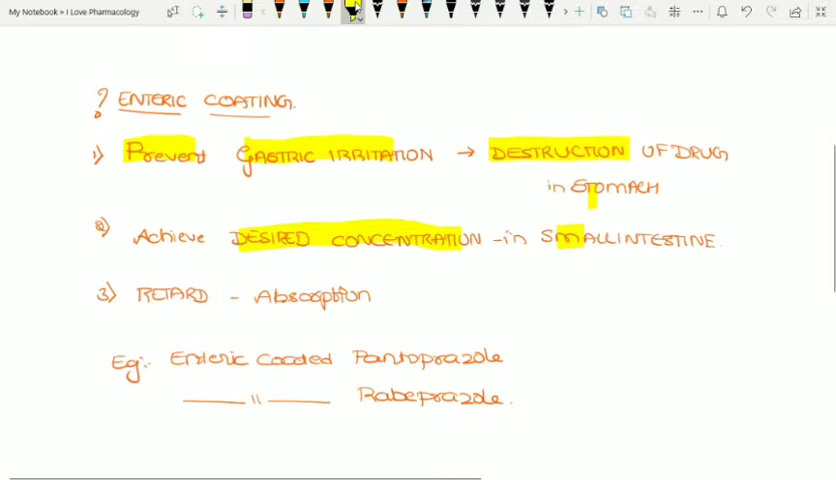 My Notebook » I Love Pharmacology
? ENTERIC COATING.
1) Prevent GASTRIC IRRITATION → DESTRUCTION OF DRUG
in STOMACH
2) Achieve DESIRED CONCENTRATION - in SMALL INTESTINE.
3) RETARD - Absorption
Eg:- Enteric Coated Pantoprazole
——— " ——— Rabeprazole.